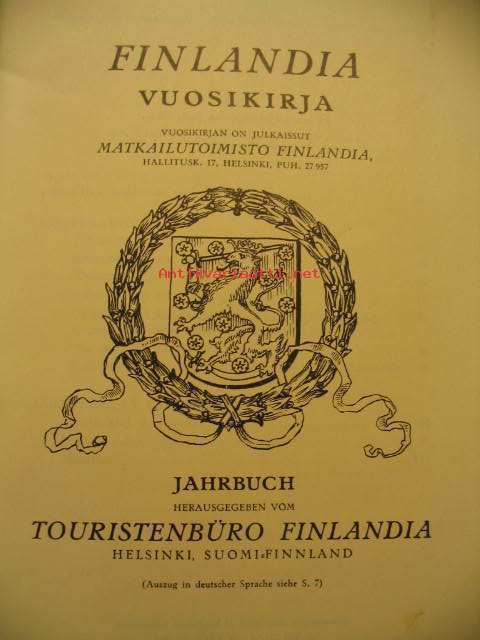 FINLANDIA
VUOSIKIRJA
VUOSIKIRJAN ON JULKAISSUT
MATKAILUTOIMISTO FINLANDIA,
HALLITUSK. 17, HELSINKI, PUH. 27 957
Antikvariaatti.net
JAHRBUCH
HERAUSGEGEBEN VOM
TOURISTENBÜRO FINLANDIA
HELSINKI, SUOMI=FINNLAND
(Auszug in deutscher Sprache siehe S. 7)